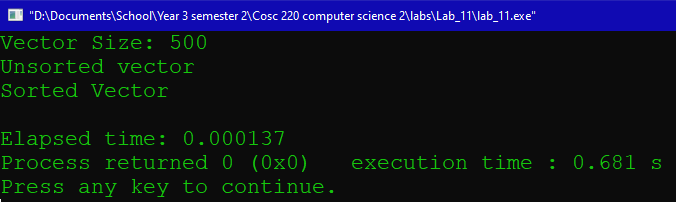 "D:\Documents\School\Year 3 semester 2\Cosc 220 computer science 2\labs\Lab_11\lab_11.exe"
Vector Size: 500
Unsorted vector
Sorted Vector
Elapsed time: 0.000137
Process returned 0 (0x0)   execution time : 0.681 s
Press any key to continue.